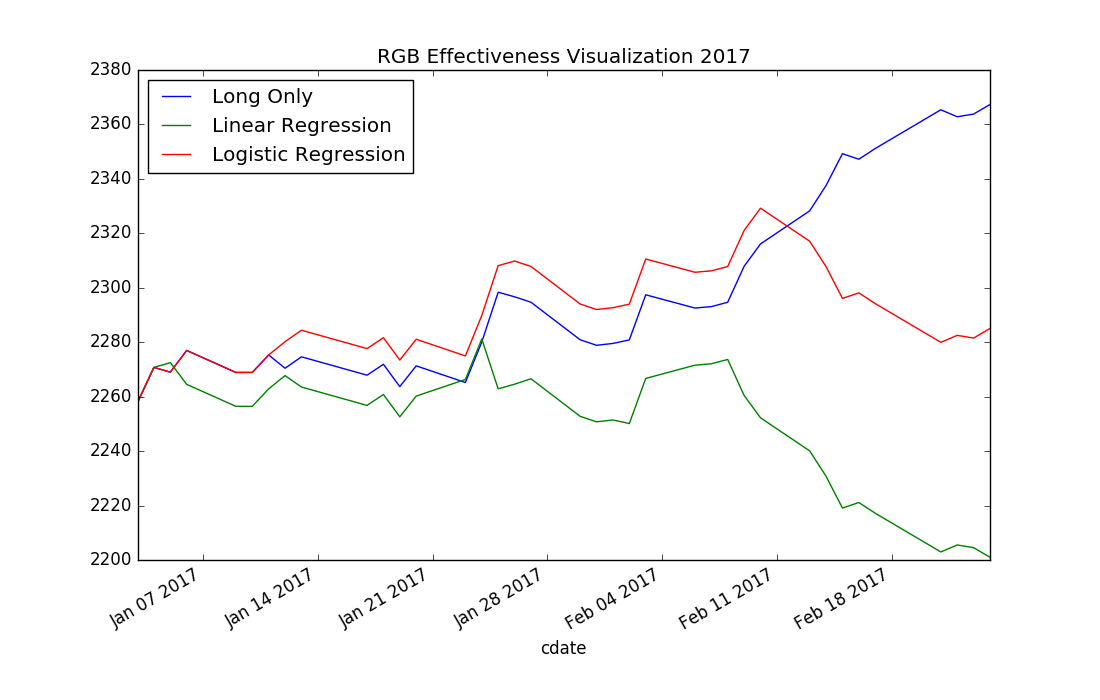 RGB Effectiveness Visualization 2017
2380
2360
2340
2320
2300
2280
2260
2240
2220
2200
Long Only
Linear Regression
Logistic Regression
Jan 07 2017
Jan 14 2017
Jan 21 2017
Jan 28 2017
Feb 04 2017
Feb 11 2017
Feb 18 2017
cdate